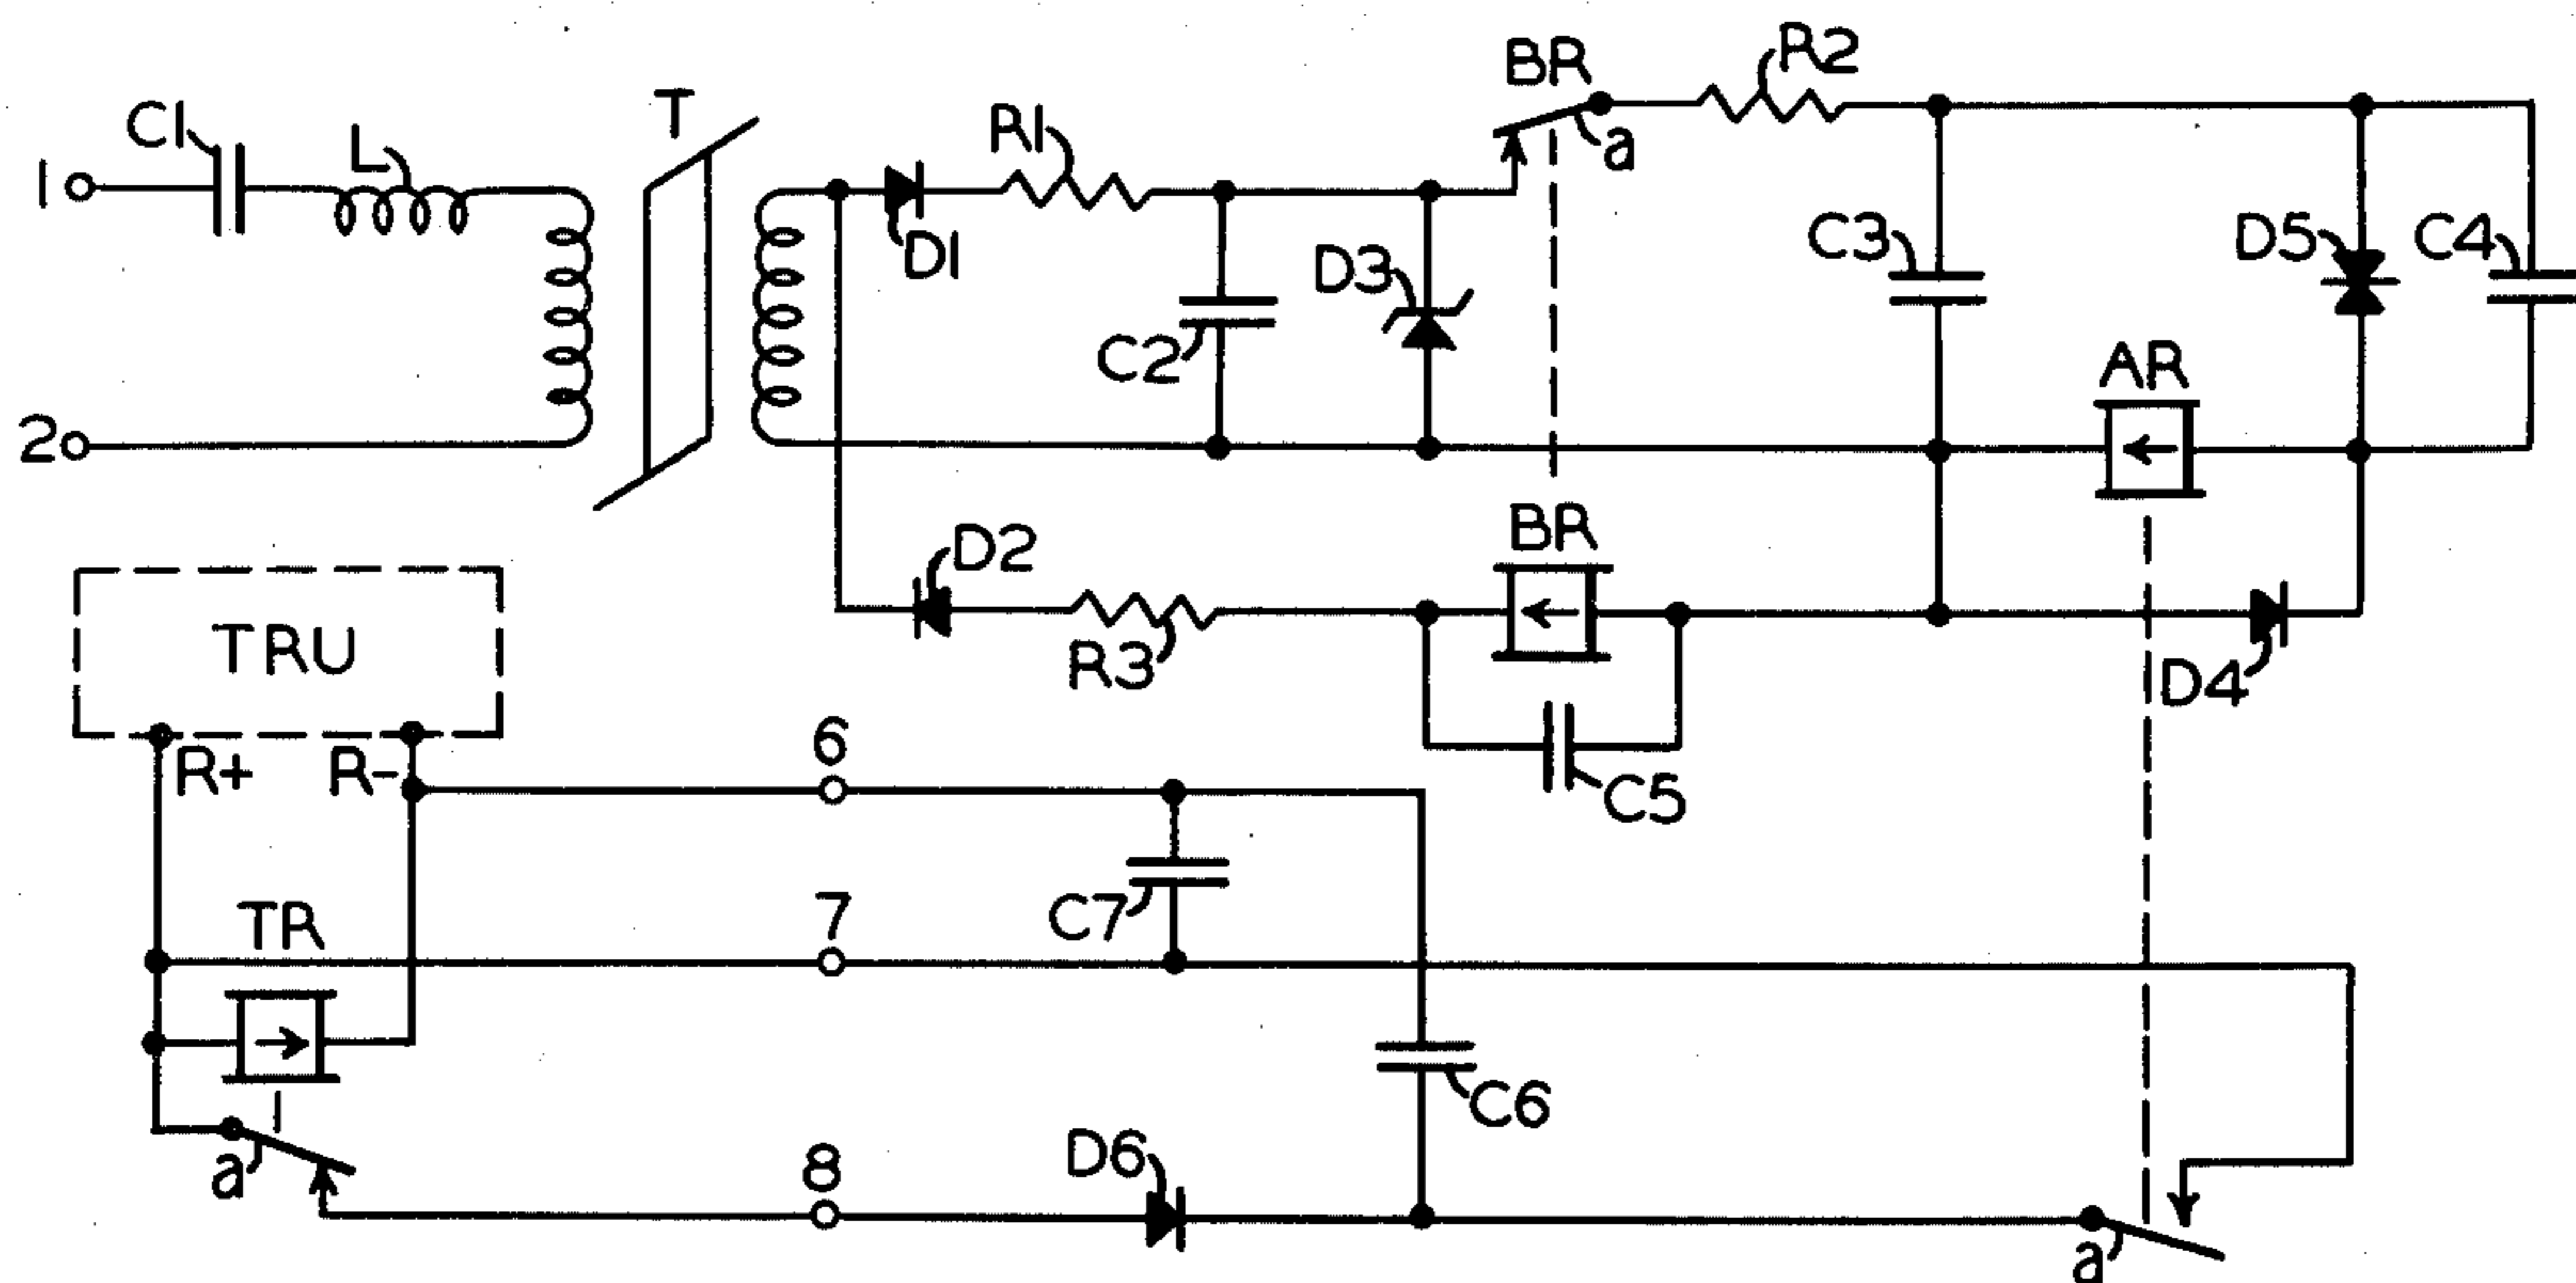 BR
R2
C1
T
L
R1
a
1
D1
C3
D5
C4
D3
C2
AR
2
D2
BR
TRU
R3
D4
R+
R-
6
C5
C7
7
TR
C6
D6
a
8
a